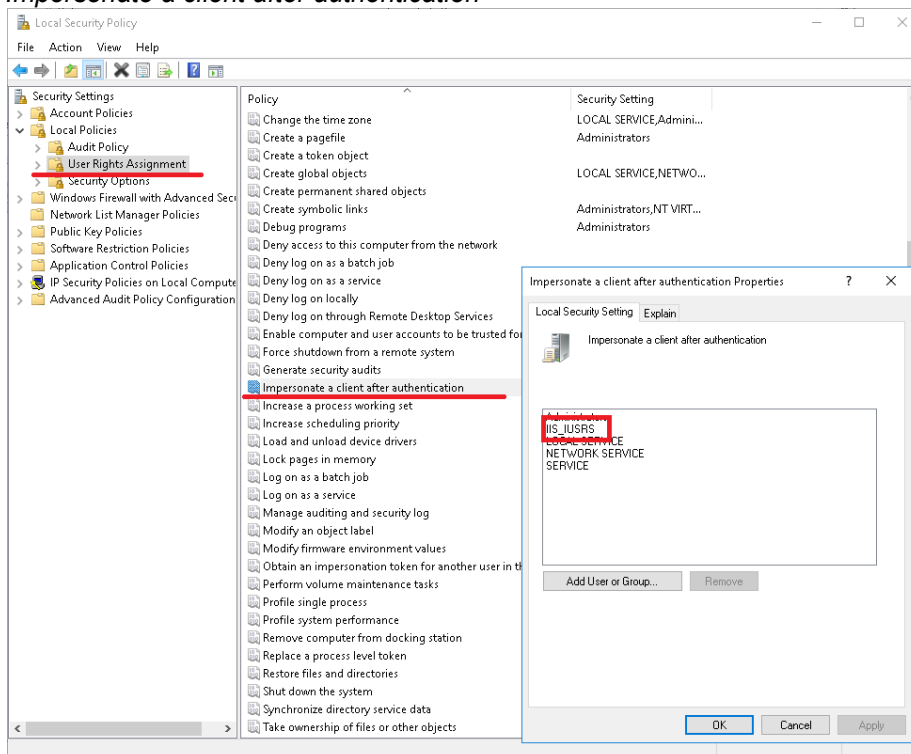 Impersonate a client after authentication
Local Security Policy
File Action View Help
Security Settings
Account Policies
Local Policies
Audit Policy
User Rights Assignment
Security Options
Windows Firewall with Advanced Secu
Network List Manager Policies
Public Key Policies
Software Restriction Policies
Application Control Policies
IP Security Policies on Local Compute
Advanced Audit Policy Configuration
Policy Security Setting
Change the time zone LOCAL SERVICE,Admini...
Create a pagefile Administrators
Create a token object
Create global objects LOCAL SERVICE,NETWO...
Create permanent shared objects
Create symbolic links Administrators,NT VIRT...
Debug programs Administrators
Deny access to this computer from the network
Deny log on as a batch job
Deny log on as a service
Deny log on locally
Deny log on through Remote Desktop Services
Enable computer and user accounts to be trusted for
Force shutdown from a remote system
Generate security audits
Impersonate a client after authentication
Increase a process working set
Increase scheduling priority
Load and unload device drivers
Lock pages in memory
Log on as a batch job
Log on as a service
Manage auditing and security log
Modify an object label
Modify firmware environment values
Obtain an impersonation token for another user in th
Perform volume maintenance tasks
Profile single process
Profile system performance
Remove computer from docking station
Replace a process level token
Restore files and directories
Shut down the system
Synchronize directory service data
Take ownership of files or other objects
Impersonate a client after authentication Properties ?
Local Security Setting Explain
Impersonate a client after authentication
Administrators
IIS_IUSRS
LOCAL SERVICE
NETWORK SERVICE
SERVICE
Add User or Group... Remove
OK Cancel Apply